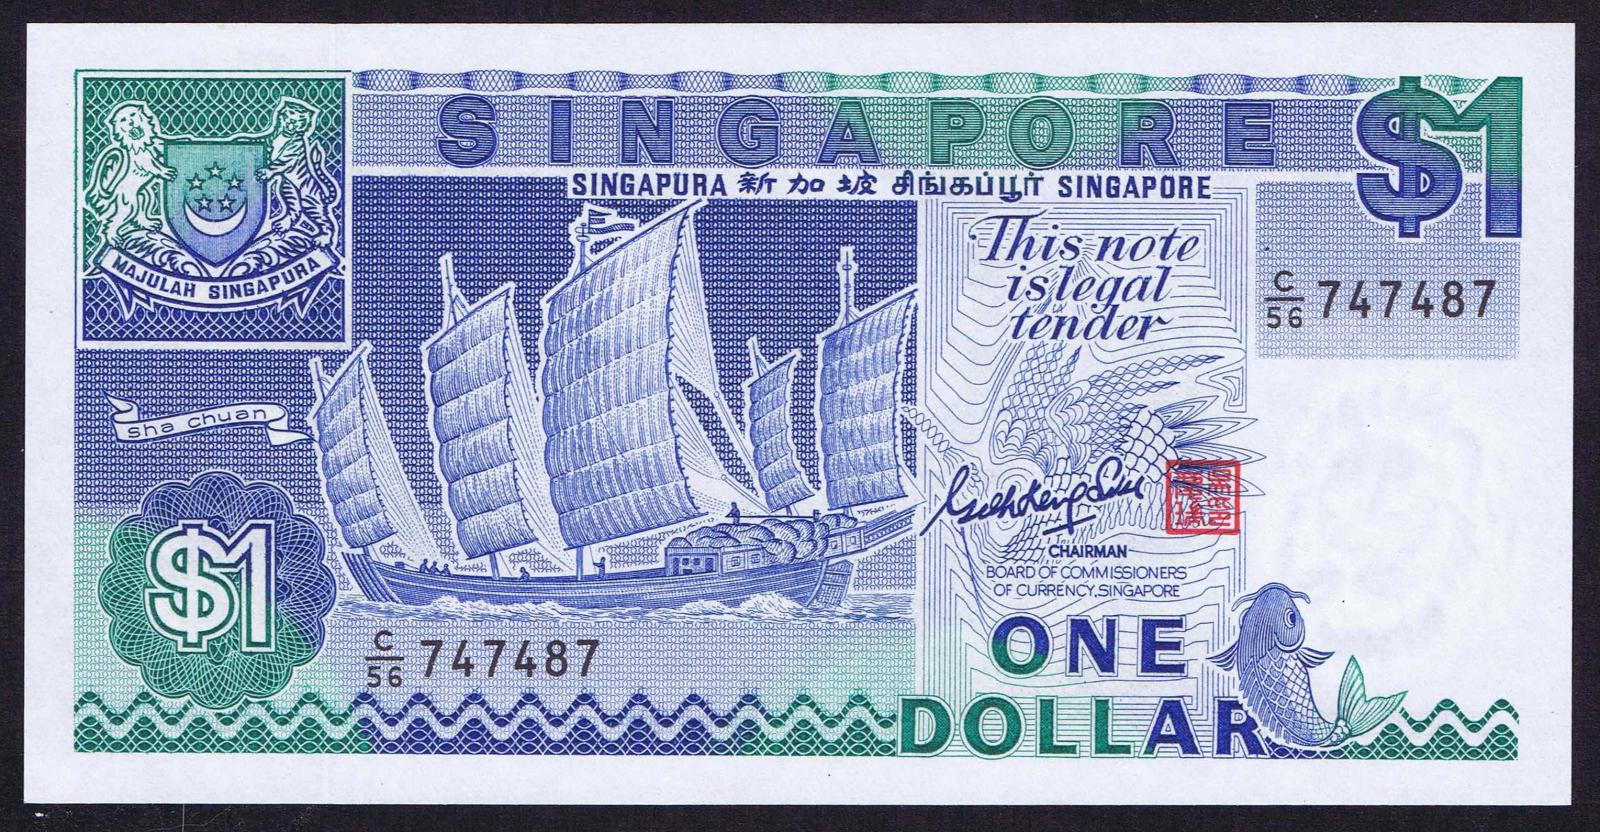 SINGAPORE
$1
SINGAPURA 新加坡 சிங்கப்பூர் SINGAPORE
MAJULAH SINGAPURA
This note
is legal
tender
C/56 747487
sha chuan
$1
CHAIRMAN
BOARD OF COMMISSIONERS
OF CURRENCY, SINGAPORE
C/56 747487
ONE
DOLLAR